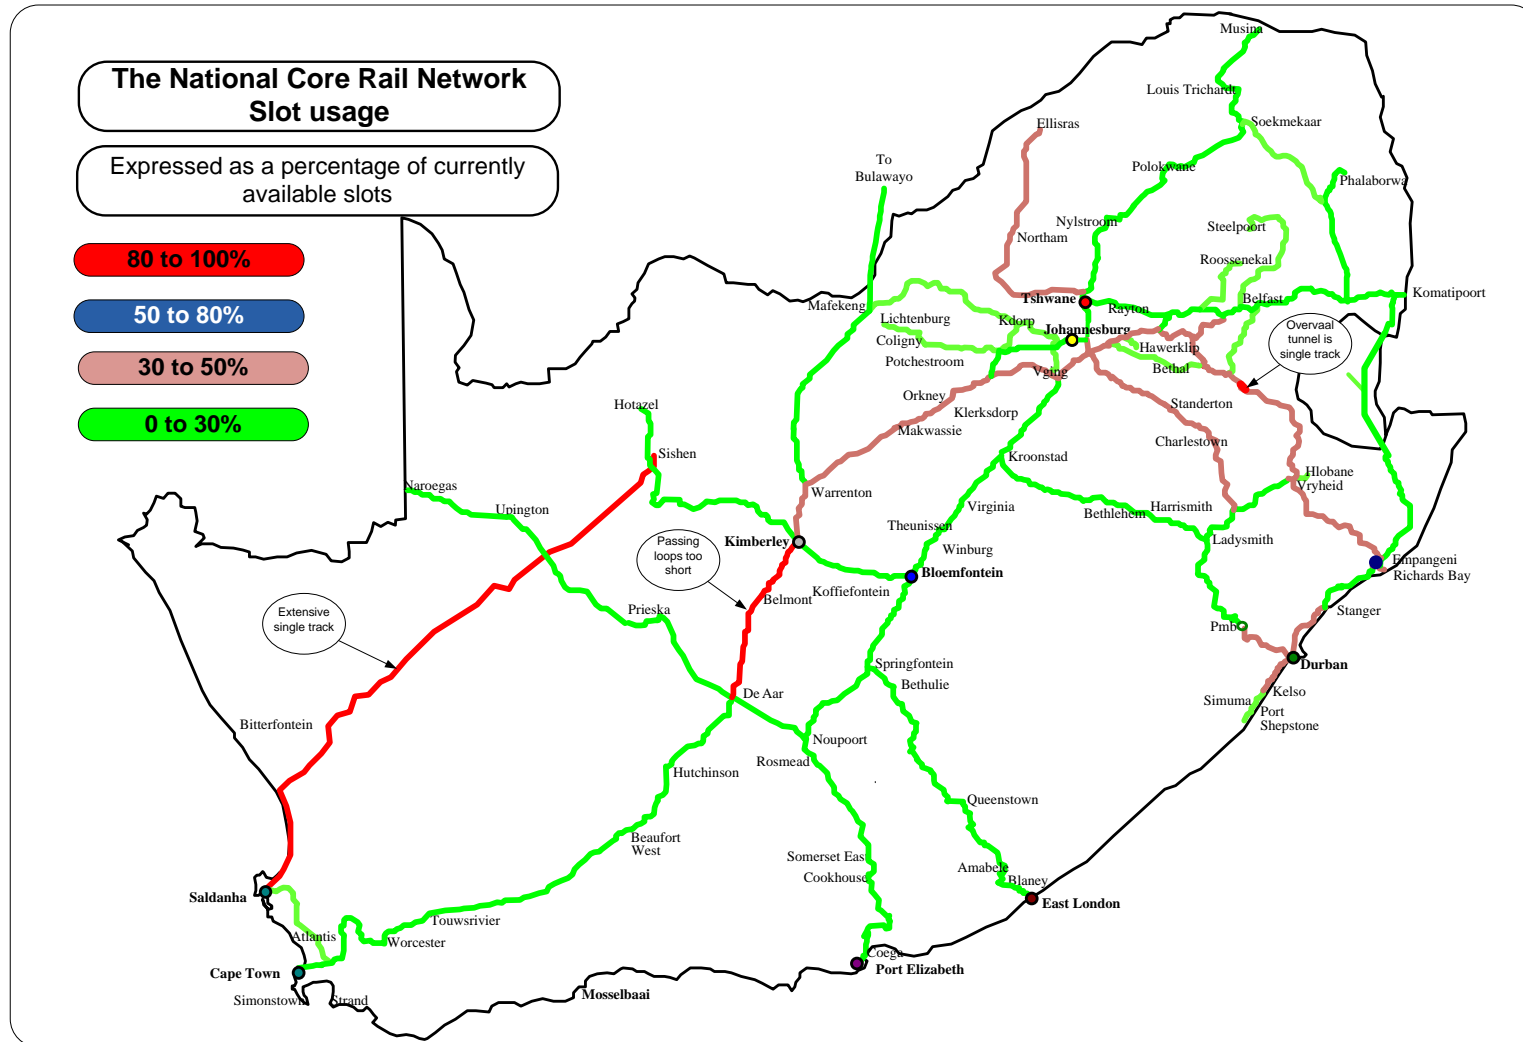 The National Core Rail Network
Slot usage
Expressed as a percentage of currently
available slots
80 to 100%
50 to 80%
30 to 50%
0 to 30%
Musina
Louis Trichardt
Soekmekaar
Ellisras
To
Bulawayo
Polokwane
Phalaborwa
Nylstroom
Steelpoort
Northam
Roossenekal
Tshwane
Rayton
Belfast
Komatipoort
Mafekeng
Lichtenburg
Kdorp
Johannesburg
Coligny
Hawerklip
Overvaal
tunnel is
single track
Potchestroom
Vging
Bethal
Orkney
Klerksdorp
Standerton
Makwassie
Charlestown
Hotazel
Sishen
Kroonstad
Hlobane
Vryheid
Naroegas
Warrenton
Upington
Virginia
Bethlehem
Harrismith
Theunissen
Ladysmith
Passing
loops too
short
Kimberley
Winburg
Bloemfontein
Empangeni
Richards Bay
Koffiefontein
Belmont
Extensive
single track
Prieska
Stanger
Pmb
Durban
Springfontein
Bethulie
Simuma
Kelso
Port
Shepstone
De Aar
Bitterfontein
Noupoort
Rosmead
Hutchinson
Queenstown
Beaufort
West
Somerset East
Cookhouse
Amabele
Blaney
East London
Saldanha
Touwsrivier
Atlantis
Worcester
Coega
Port Elizabeth
Cape Town
Simonstown
Strand
Mosselbaai